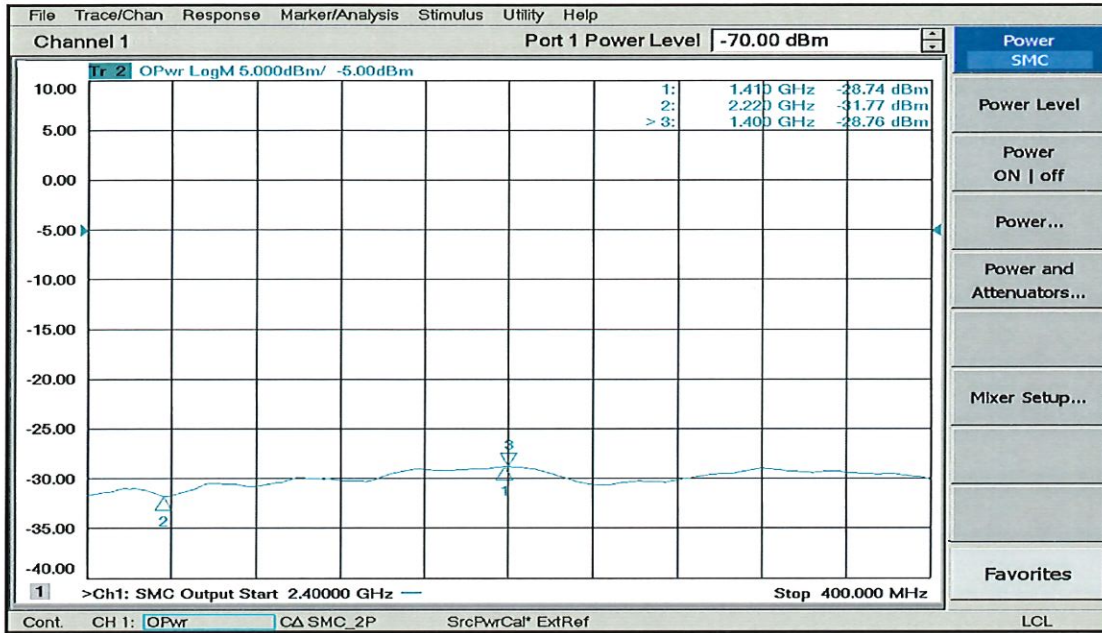 File Trace/Chan Response Marker/Analysis Stimulus Utility Help
Channel 1
Port 1 Power Level -70.00 dBm
Tr 2 OPwr LogM 5.000dBm/ -5.00dBm
1: 1.410 GHz -28.74 dBm
2: 2.220 GHz -31.77 dBm
> 3: 1.400 GHz -28.76 dBm
10.00
5.00
0.00
-5.00
-10.00
-15.00
-20.00
-25.00
-30.00
-35.00
-40.00
3
1
2
1 >Ch1: SMC Output Start 2.40000 GHz — Stop 400.000 MHz
Cont. CH 1: OPwr CΔ SMC_2P SrcPwrCal* ExtRef LCL
Power
SMC
Power Level
Power
ON | off
Power...
Power and
Attenuators...
Mixer Setup...
Favorites